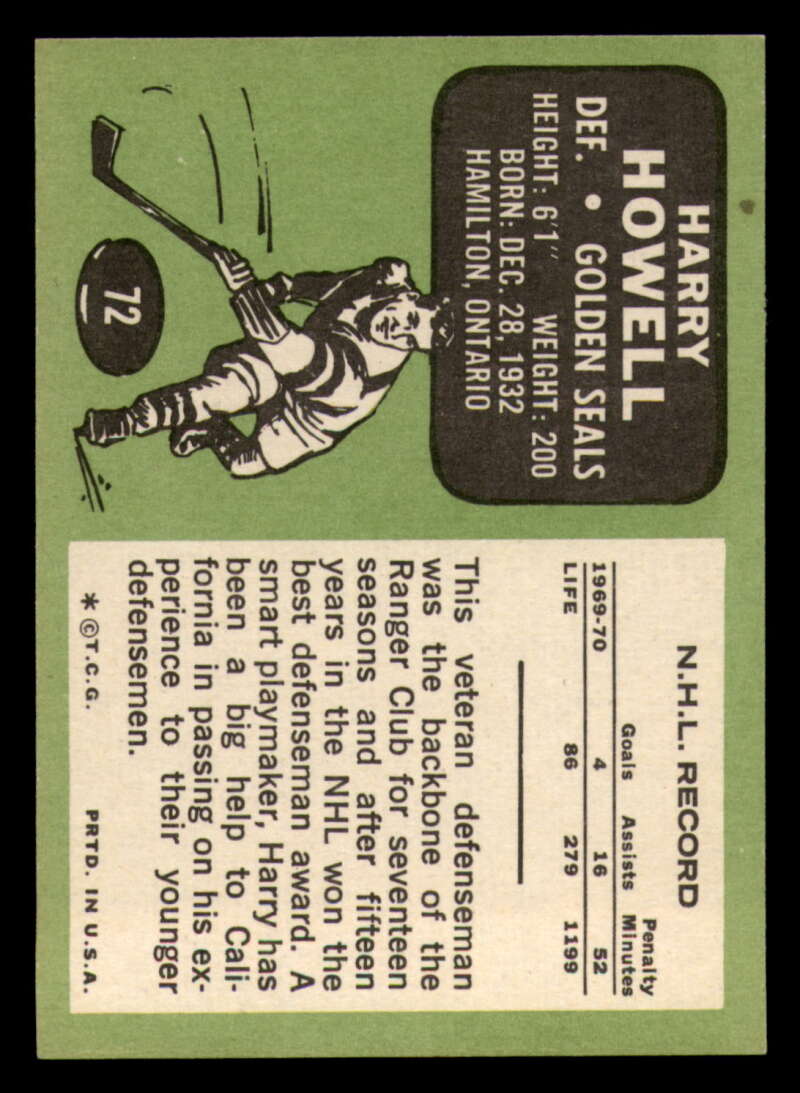 HARRY
HOWELL
DEF. • GOLDEN SEALS
HEIGHT: 6'1" WEIGHT: 200
BORN: DEC. 28, 1932
HAMILTON, ONTARIO
72
N.H.L. RECORD
Goals Assists Penalty Minutes
1969-70 4 16 52
LIFE 86 279 1199
This veteran defenseman
was the backbone of the
Ranger Club for seventeen
seasons and after fifteen
years in the NHL won the
best defenseman award. A
smart playmaker, Harry has
been a big help to Cali-
fornia in passing on his ex-
perience to their younger
defensemen.
* ©T.C.G. PRTD. IN U.S.A.